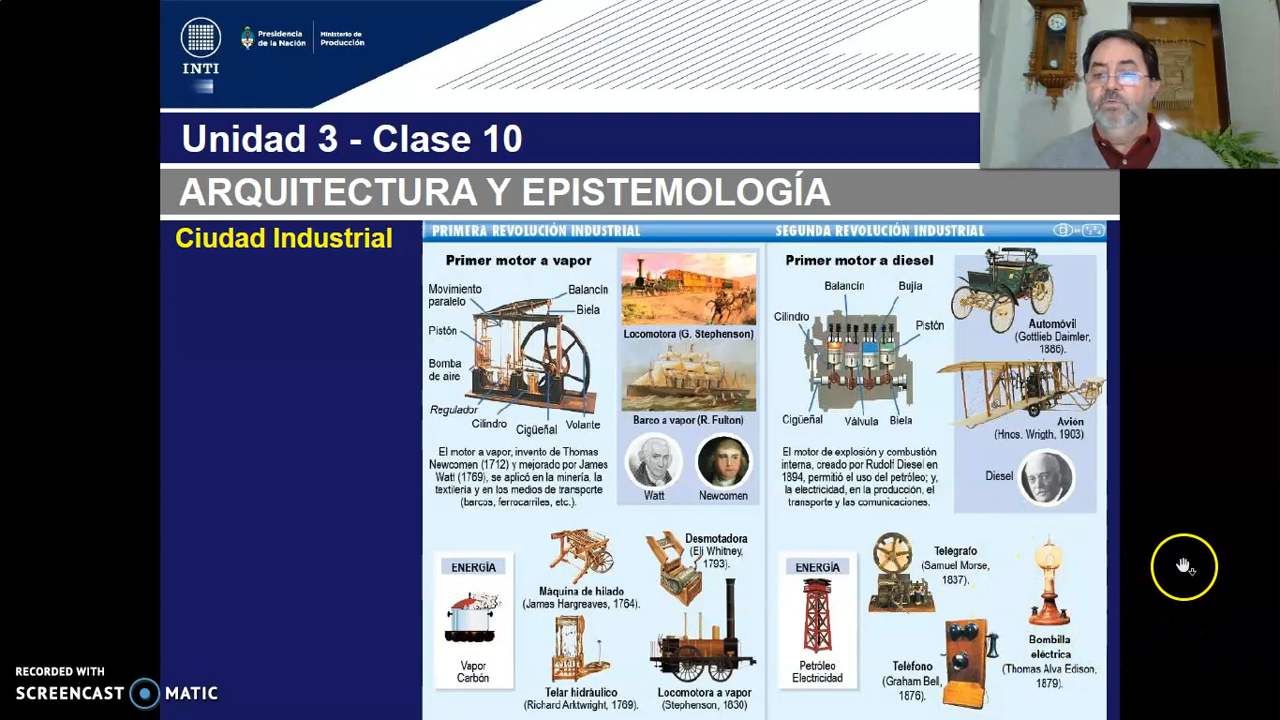 INTI
Presidencia
de la Nación
Ministerio de
Producción
Unidad 3 - Clase 10
ARQUITECTURA Y EPISTEMOLOGÍA
Ciudad Industrial
PRIMERA REVOLUCIÓN INDUSTRIAL
Primer motor a vapor
Movimiento
paralelo
Balancín
Biela
Pistón
Bomba
de aire
Regulador
Cilindro
Cigüeñal
Volante
El motor a vapor, invento de Thomas
Newcomen (1712) y mejorado por James
Watt (1769), se aplicó en la minería, la
textilería y en los medios de transporte
(barcos, ferrocarriles, etc.).
Locomotora (G. Stephenson)
Barco a vapor (R. Fulton)
Watt
Newcomen
ENERGÍA
Vapor
Carbón
Máquina de hilado
(James Hargreaves, 1764).
Desmotadora
(Eli Whitney,
1793).
Telar hidráulico
(Richard Arktwright, 1769).
Locomotora a vapor
(Stephenson, 1830)
SEGUNDA REVOLUCIÓN INDUSTRIAL
Primer motor a diesel
Balancín
Bujía
Cilindro
Pistón
Cigüeñal
Válvula
Biela
El motor de explosión y combustión
interna, creado por Rudolf Diesel en
1894, permitió el uso del petróleo; y,
la electricidad, en la producción, el
transporte y las comunicaciones.
Automóvil
(Gottlieb Daimler,
1886).
Avión
(Hnos. Wrigth, 1903)
Diesel
ENERGÍA
Petróleo
Electricidad
Telégrafo
(Samuel Morse,
1837).
Teléfono
(Graham Bell,
1876).
Bombilla
eléctrica
(Thomas Alva Edison,
1879).
RECORDED WITH
SCREENCAST MATIC